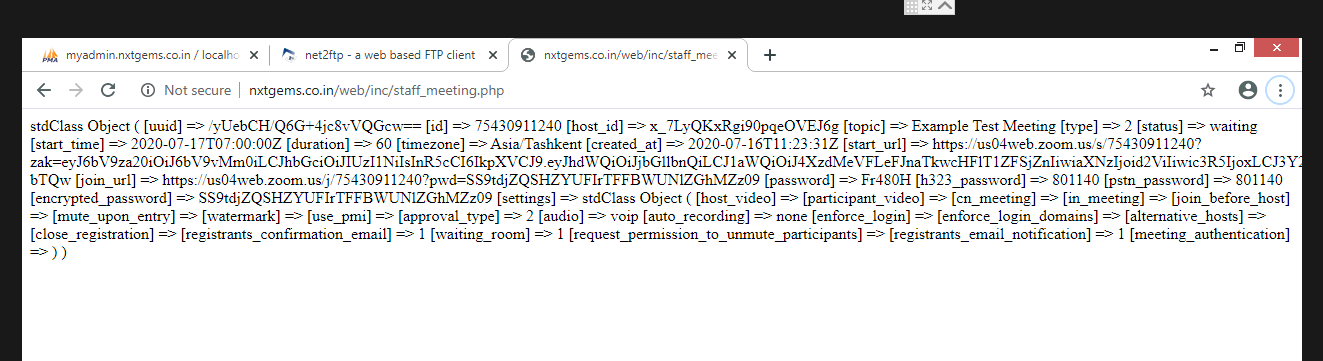 myadmin.nxtgems.co.in / localho
net2ftp - a web based FTP client
nxtgems.co.in/web/inc/staff_mee
Not secure
nxtgems.co.in/web/inc/staff_meeting.php
stdClass Object ( [uuid] => /yUebCH/Q6G+4jc8vVQGcw== [id] => 75430911240 [host_id] => x_7LyQKxRgi90pqeOVEJ6g [topic] => Example Test Meeting [type] => 2 [status] => waiting
[start_time] => 2020-07-17T07:00:00Z [duration] => 60 [timezone] => Asia/Tashkent [created_at] => 2020-07-16T11:23:31Z [start_url] => https://us04web.zoom.us/s/75430911240?
zak=eyJ6bV9za20iOiJ6bV9vMm0iLCJhbGciOiJIUzI1NiIsInR5cCI6IkpXVCJ9.eyJhdWQiOiJjbGllbnQiLCJ1aWQiOiJ4XzdMeVFLeFJnaTkwcHFlT1ZFSjZnIiwiaXNzIjoid2ViIiwic3R5IjoxLCJ3Y2
bTQw [join_url] => https://us04web.zoom.us/j/75430911240?pwd=SS9tdjZQSHZYUFIrTFFBWUNlZGhMZz09 [password] => Fr480H [h323_password] => 801140 [pstn_password] => 801140
[encrypted_password] => SS9tdjZQSHZYUFIrTFFBWUNlZGhMZz09 [settings] => stdClass Object ( [host_video] => [participant_video] => [cn_meeting] => [in_meeting] => [join_before_host]
=> [mute_upon_entry] => [watermark] => [use_pmi] => [approval_type] => 2 [audio] => voip [auto_recording] => none [enforce_login] => [enforce_login_domains] => [alternative_hosts] =>
[close_registration] => [registrants_confirmation_email] => 1 [waiting_room] => 1 [request_permission_to_unmute_participants] => [registrants_email_notification] => 1 [meeting_authentication]
=> ) )